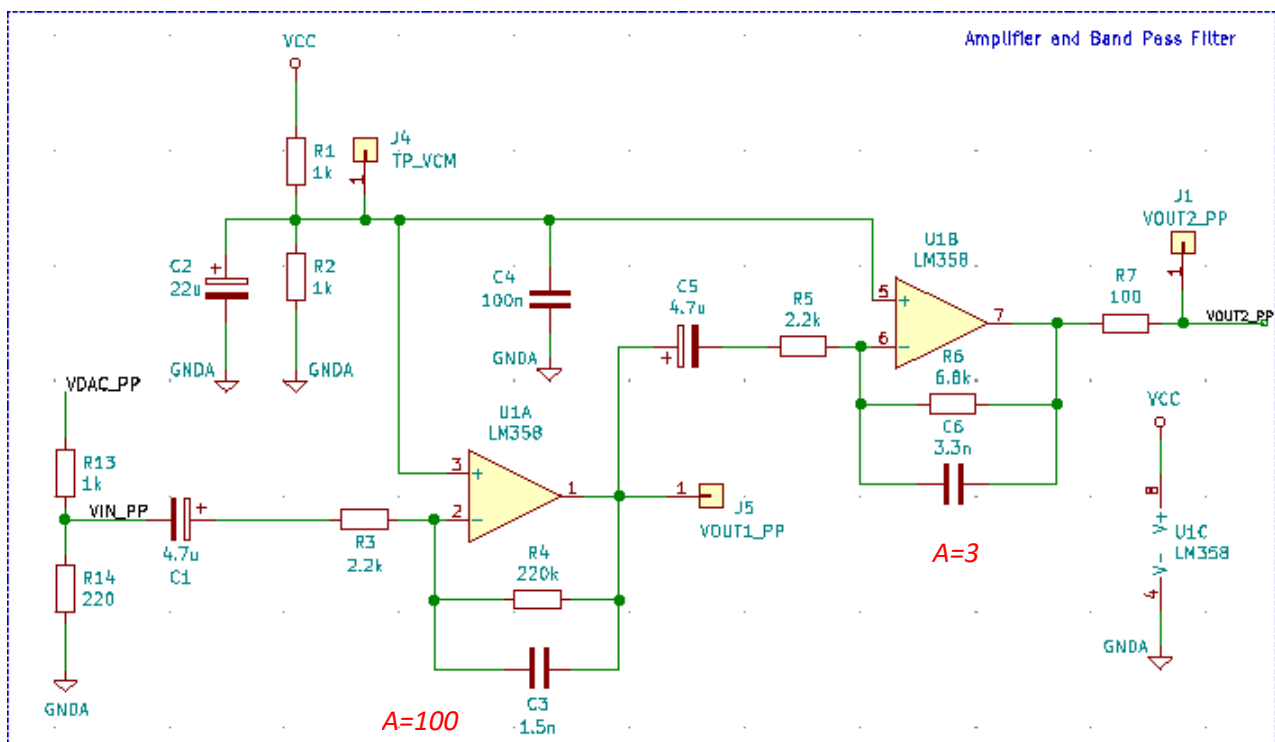 Amplifier and Band Pass Filter
VCC
R1
1k
J4
TP_VCM
1
C2
22u
+
R2
1k
GNDA
GNDA
C4
100n
GNDA
C5
4.7u
+
R5
2.2k
U1B
LM358
5
+
6
−
7
R6
6.8k
C6
3.3n
R7
100
J1
VOUT2_PP
1
VOUT2_PP
VDAC_PP
R13
1k
VIN_PP
R14
220
GNDA
+
4.7u
C1
R3
2.2k
U1A
LM358
3
+
2
−
1
R4
220k
C3
1.5n
1
J5
VOUT1_PP
VCC
8
V+
V-
4
U1C
LM358
GNDA
A=3
A=100